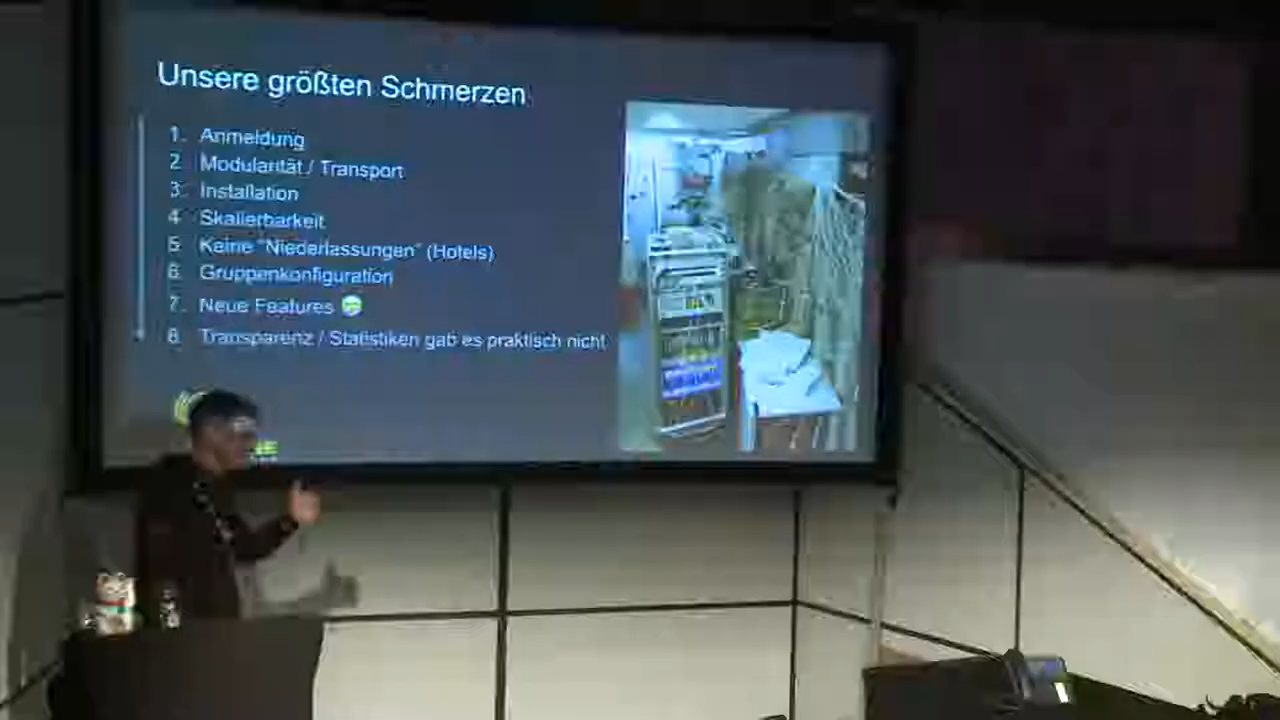 Unsere größten Schmerzen
1. Anmeldung
2. Modularität / Transport
3. Installation
4. Skalierbarkeit
5. Keine "Niederlassungen" (Hotels)
6. Gruppenkonfiguration
7. Neue Features
8. Transparenz / Statistiken gab es praktisch nicht